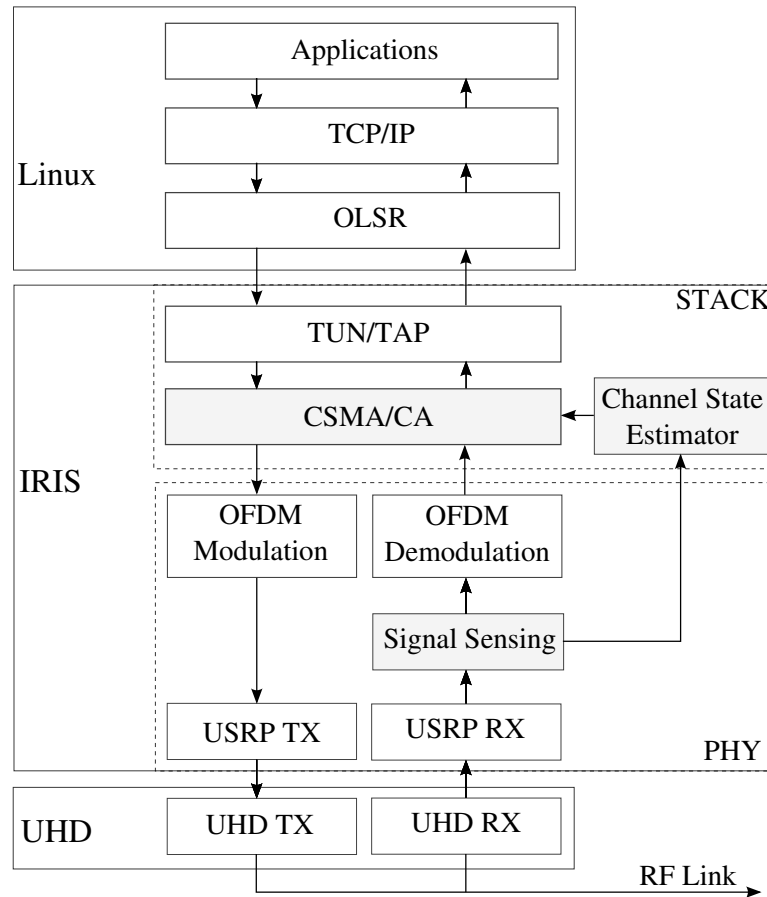 Applications
TCP/IP
Linux
OLSR
STACK
TUN/TAP
CSMA/CA
Channel State
Estimator
IRIS
OFDM
Modulation
OFDM
Demodulation
Signal Sensing
USRP TX
USRP RX
PHY
UHD
UHD TX
UHD RX
RF Link